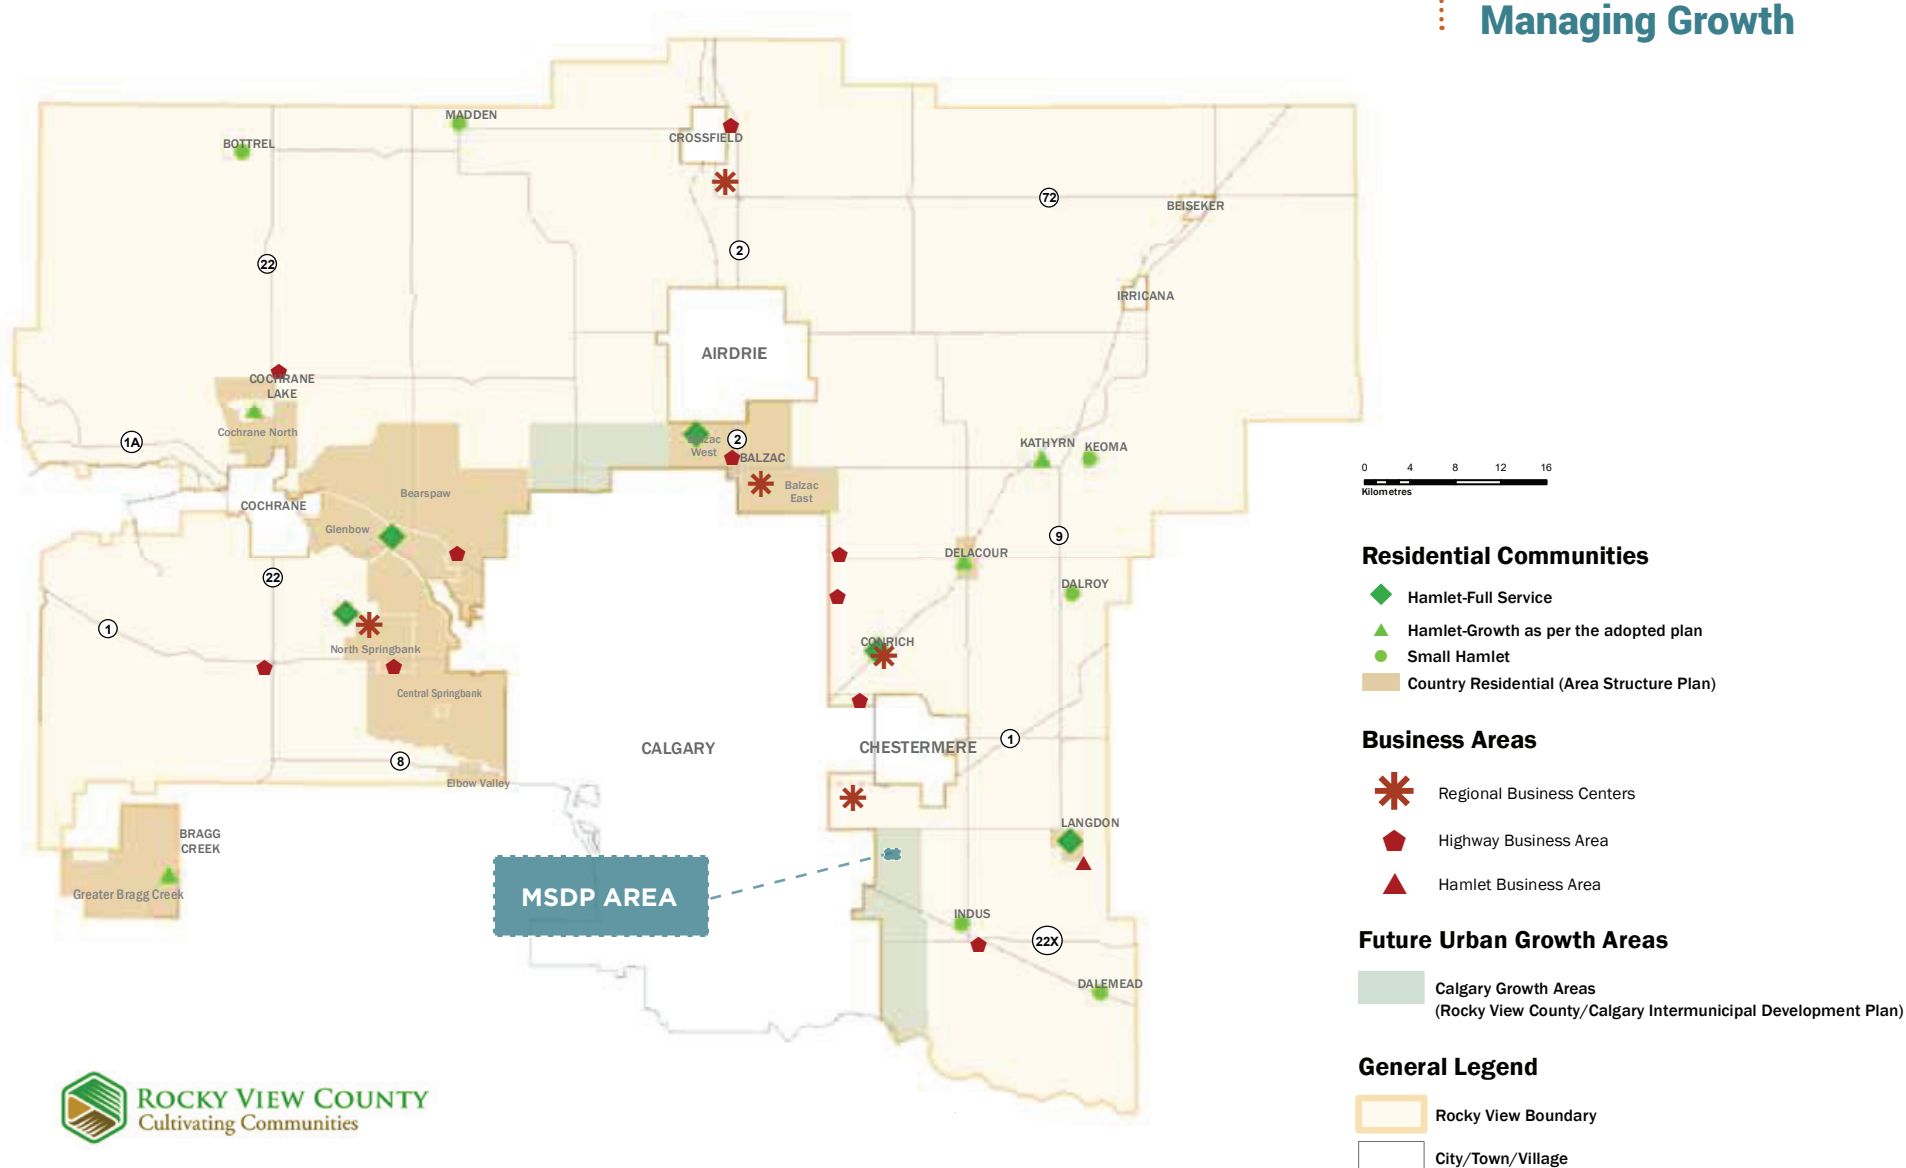 Managing Growth
MADDEN
BOTTREL
CROSSFIELD
72
BEISEKER
2
22
IRRICANA
AIRDRIE
COCHRANE
LAKE
Cochrane North
1A
2
West
BALZAC
KATHYRN
KEOMA
Balzac
East
Bearspaw
COCHRANE
Glenbow
9
DELACOUR
22
DALROY
1
CONRICH
North Springbank
Central Springbank
CALGARY
CHESTERMERE
1
8
Elbow Valley
BRAGG
CREEK
LANGDON
Greater Bragg Creek
MSDP AREA
INDUS
22X
DALEMEAD
0 4 8 12 16
Kilometres
Residential Communities
Hamlet-Full Service
Hamlet-Growth as per the adopted plan
Small Hamlet
Country Residential (Area Structure Plan)
Business Areas
Regional Business Centers
Highway Business Area
Hamlet Business Area
Future Urban Growth Areas
Calgary Growth Areas
(Rocky View County/Calgary Intermunicipal Development Plan)
General Legend
Rocky View Boundary
City/Town/Village
ROCKY VIEW COUNTY
Cultivating Communities